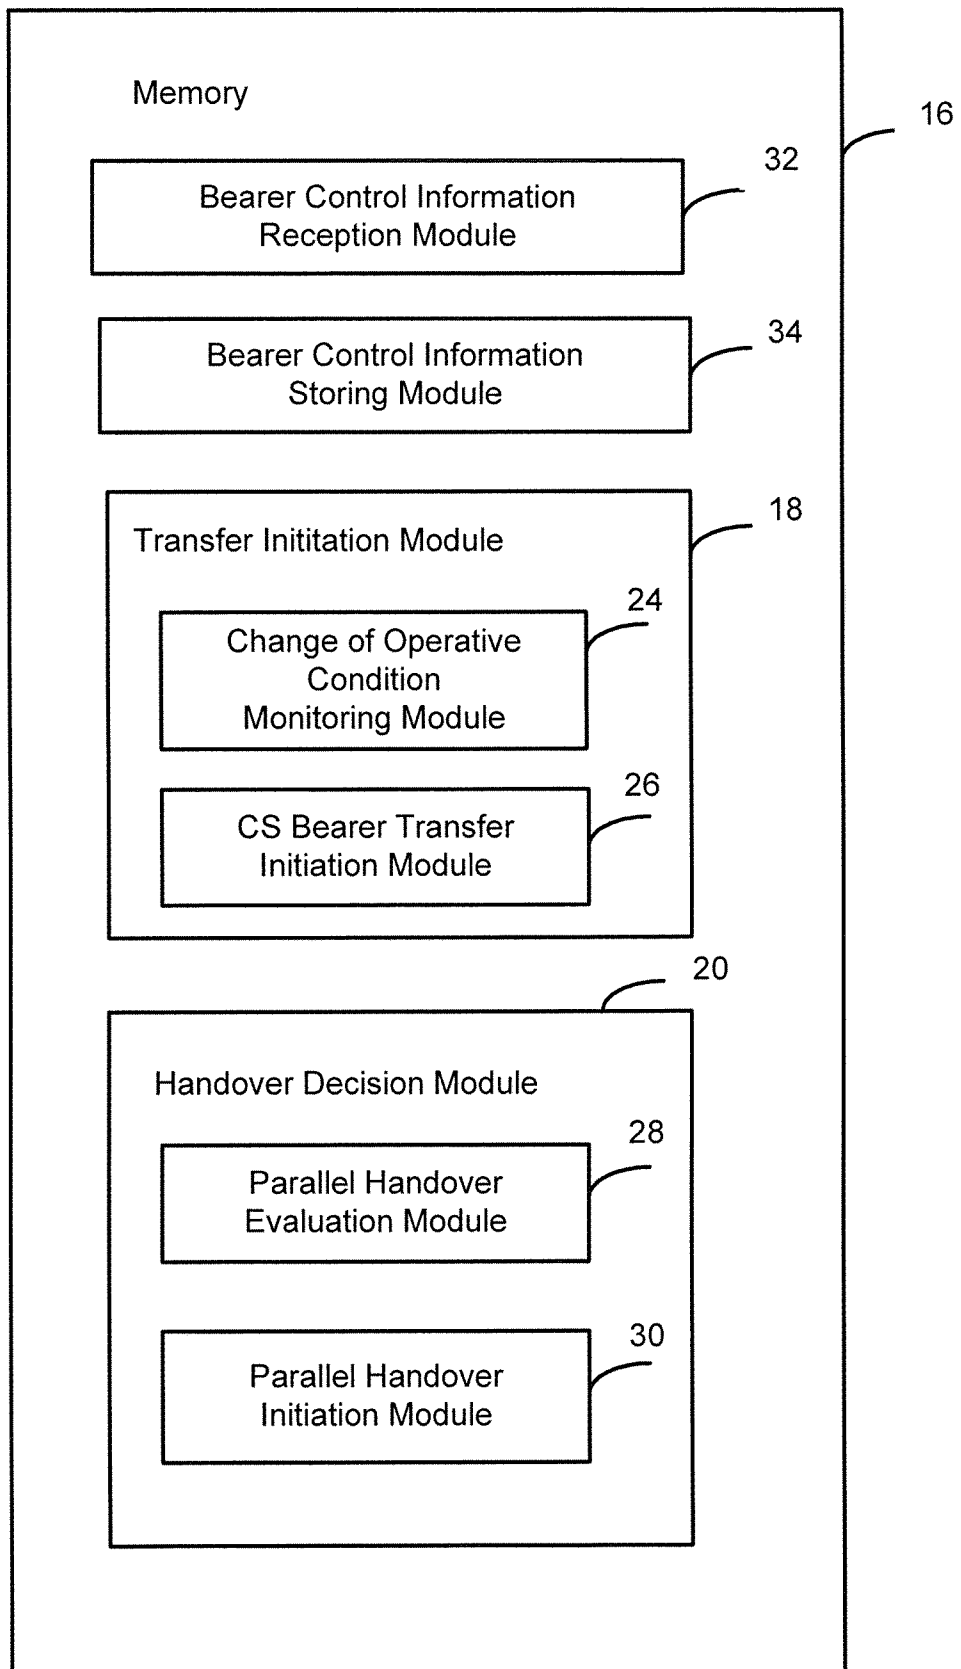 Memory
16
32
Bearer Control Information
Reception Module
34
Bearer Control Information
Storing Module
18
Transfer Inititation Module
24
Change of Operative
Condition
Monitoring Module
26
CS Bearer Transfer
Initiation Module
20
Handover Decision Module
28
Parallel Handover
Evaluation Module
30
Parallel Handover
Initiation Module